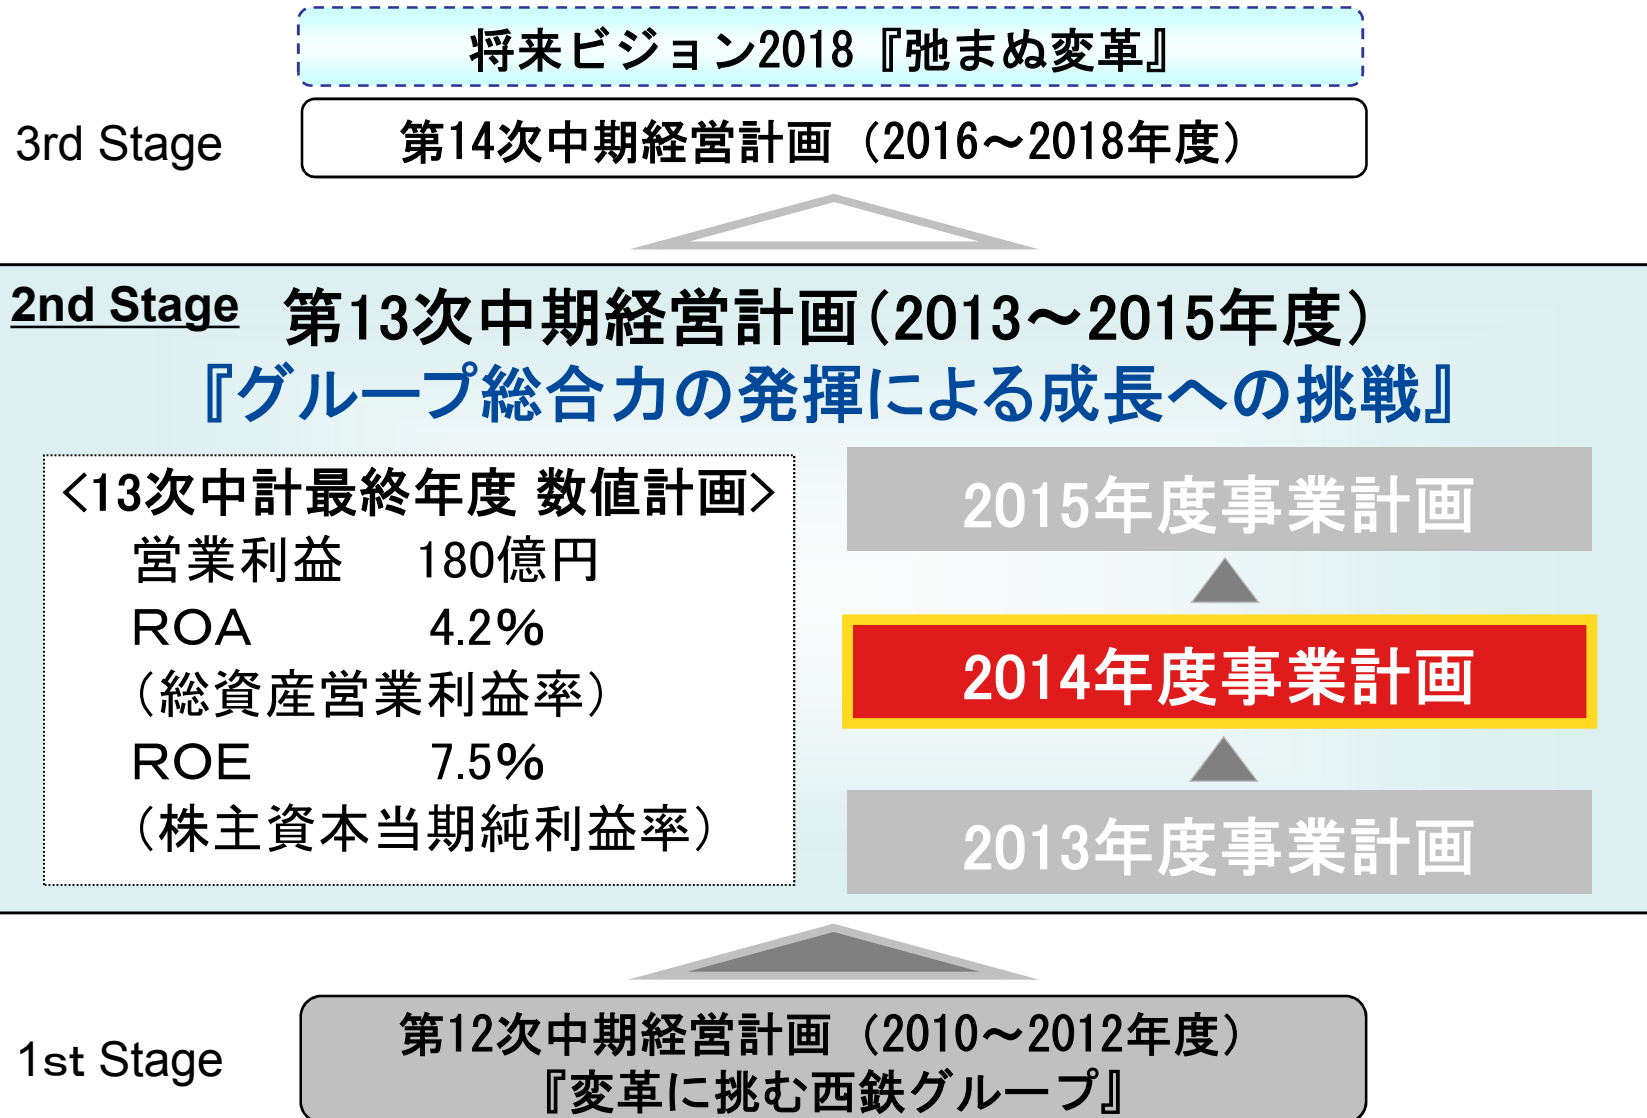 将来ビジョン2018『弛まぬ変革』
3rd Stage
第14次中期経営計画（2016～2018年度）
2nd Stage 第13次中期経営計画（2013～2015年度）
『グループ総合力の発揮による成長への挑戦』
<13次中計最終年度 数値計画>
営業利益 180億円
ＲＯＡ 4.2%
（総資産営業利益率）
ＲＯＥ 7.5%
（株主資本当期純利益率）
2015年度事業計画
2014年度事業計画
2013年度事業計画
1st Stage
第12次中期経営計画（2010～2012年度）
『変革に挑む西鉄グループ』